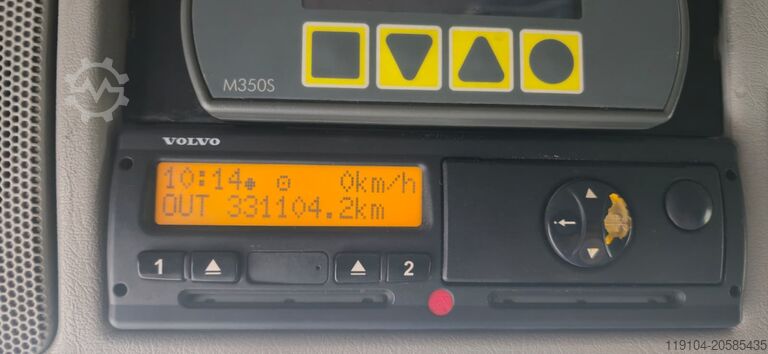 M350S
VOLVO
10:14 0km/h
OUT 331104.2km
1 2
119104-20585435